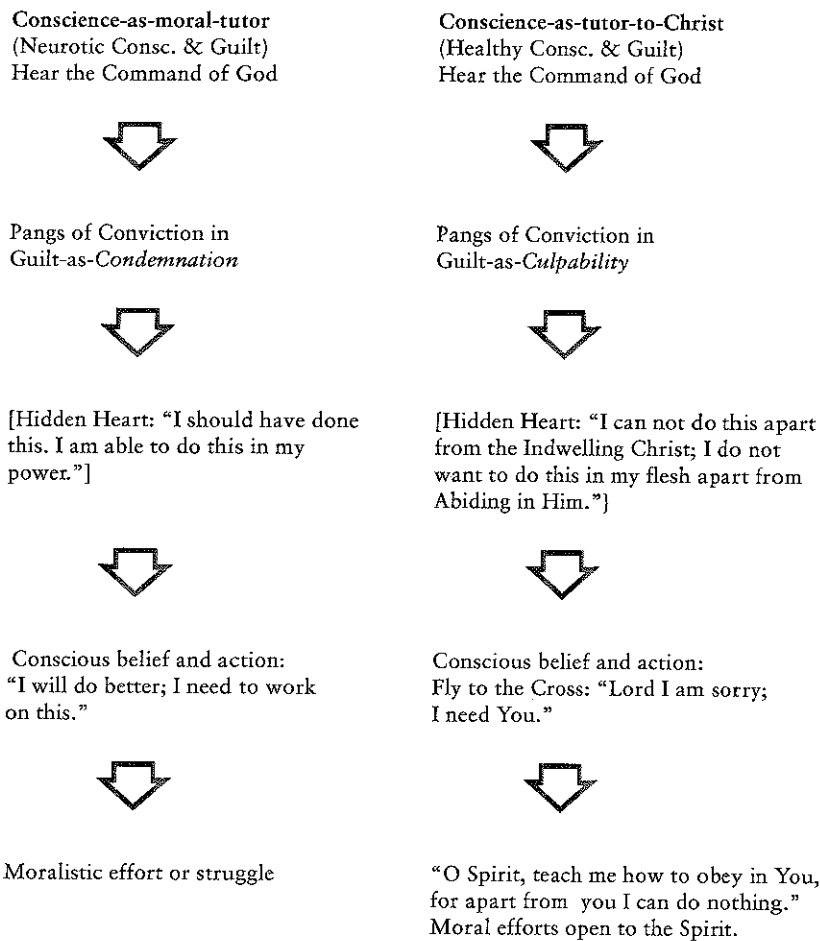 Conscience-as-moral-tutor
(Neurotic Consc. & Guilt)
Hear the Command of God
Pangs of Conviction in
Guilt-as-Condemnation
[Hidden Heart: “I should have done
this. I am able to do this in my
power.”]
Conscious belief and action:
“I will do better; I need to work
on this.”
Moralistic effort or struggle
Conscience-as-tutor-to-Christ
(Healthy Consc. & Guilt)
Hear the Command of God
Pangs of Conviction in
Guilt-as-Culpability
[Hidden Heart: “I can not do this apart
from the Indwelling Christ; I do not
want to do this in my flesh apart from
Abiding in Him.”}
Conscious belief and action:
Fly to the Cross: “Lord I am sorry;
I need You.”
“O Spirit, teach me how to obey in You,
for apart from you I can do nothing.”
Moral efforts open to the Spirit.